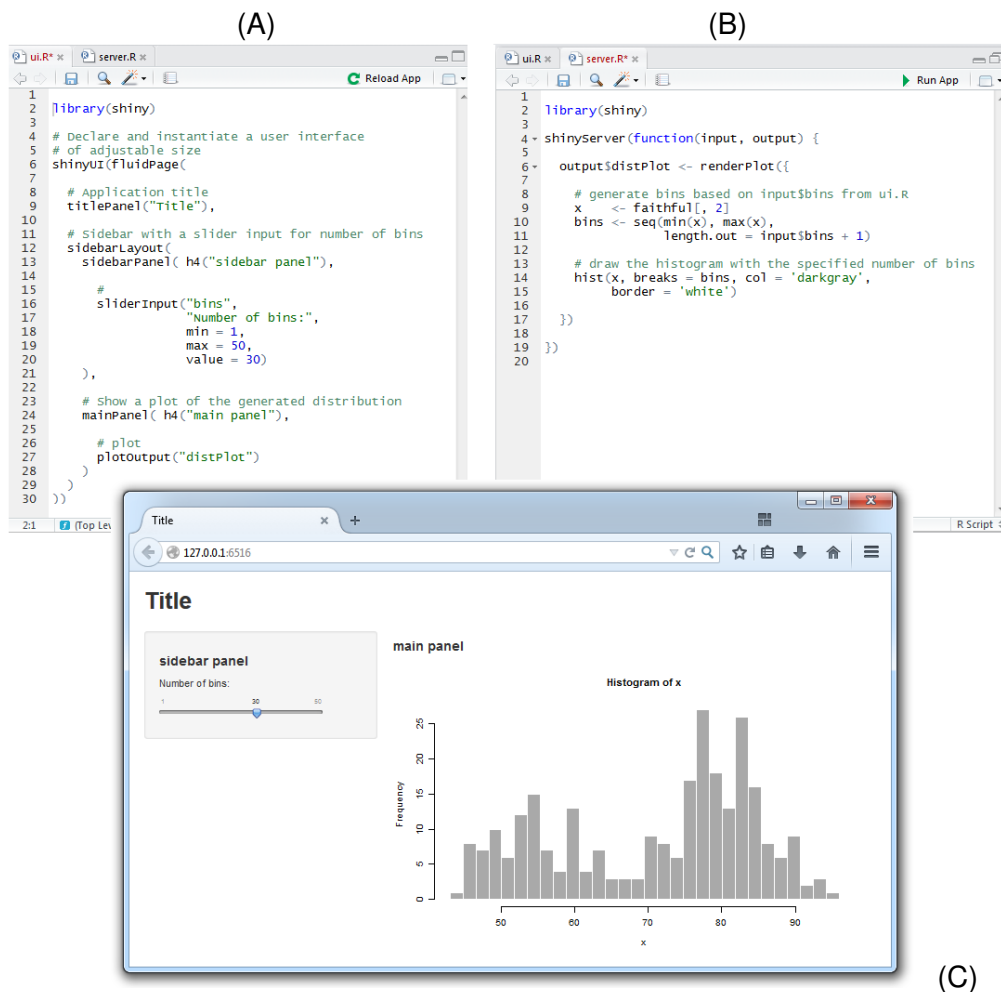 (A)
(B)
ui.R* × server.R ×
Reload App
1
2 library(shiny)
3
4 # Declare and instantiate a user interface
5 # of adjustable size
6 shinyUI(fluidPage(
7
8 # Application title
9 titlePanel("Title"),
10
11 # Sidebar with a slider input for number of bins
12 sidebarLayout(
13 sidebarPanel( h4("sidebar panel"),
14
15 #
16 sliderInput("bins",
17 "Number of bins:",
18 min = 1,
19 max = 50,
20 value = 30)
21 ),
22
23 # Show a plot of the generated distribution
24 mainPanel( h4("main panel"),
25
26 # plot
27 plotOutput("distPlot")
28 )
29 )
30 ))
2:1 (Top Lev
ui.R × server.R* ×
Run App
1
2 library(shiny)
3
4 shinyServer(function(input, output) {
5
6 output$distPlot <- renderPlot({
7
8 # generate bins based on input$bins from ui.R
9 x <- faithful[, 2]
10 bins <- seq(min(x), max(x),
11 length.out = input$bins + 1)
12
13 # draw the histogram with the specified number of bins
14 hist(x, breaks = bins, col = 'darkgray',
15 border = 'white')
16
17 })
18
19 })
20
R Script
Title ×
127.0.0.1:6516
Title
sidebar panel
Number of bins:
1 30 50
main panel
Histogram of x
Frequency
25
20
15
10
5
0
50 60 70 80 90
x
(C)